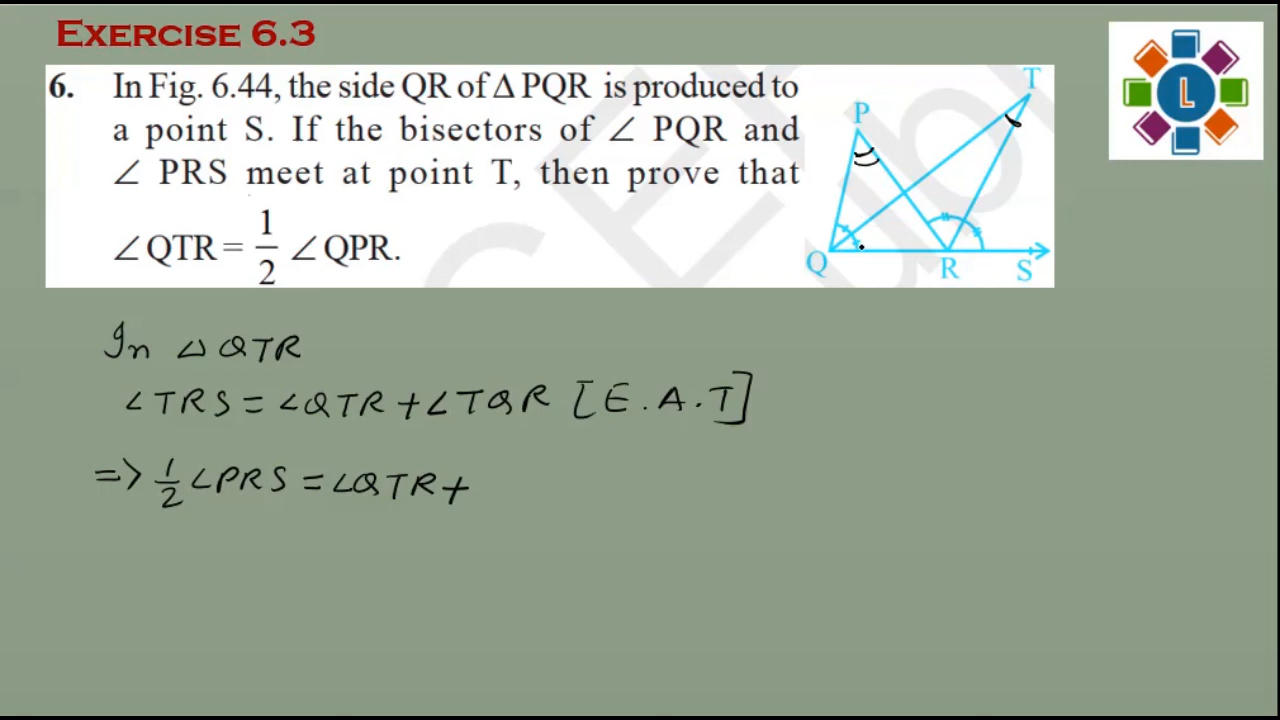 EXERCISE 6.3
6. In Fig. 6.44, the side QR of Δ PQR is produced to
a point S. If the bisectors of ∠ PQR and
∠ PRS meet at point T, then prove that
∠QTR = 1/2 ∠QPR.
T
P
Q
R
S
L
In △ QTR
∠TRS = ∠QTR + ∠TQR [E.A.T]
=> 1/2 ∠PRS = ∠QTR +